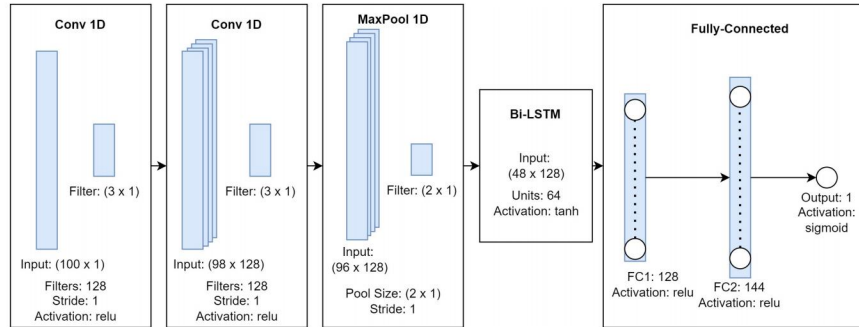 Conv 1D
Filter: (3 x 1)
Input: (100 x 1)
Filters: 128
Stride: 1
Activation: relu
Conv 1D
Filter: (3 x 1)
Input: (98 x 128)
Filters: 128
Stride: 1
Activation: relu
MaxPool 1D
Filter: (2 x 1)
Input:
(96 x 128)
Pool Size: (2 x 1)
Stride: 1
Bi-LSTM
Input:
(48 x 128)
Units: 64
Activation: tanh
Fully-Connected
FC1: 128
Activation: relu
FC2: 144
Activation: relu
Output: 1
Activation:
sigmoid